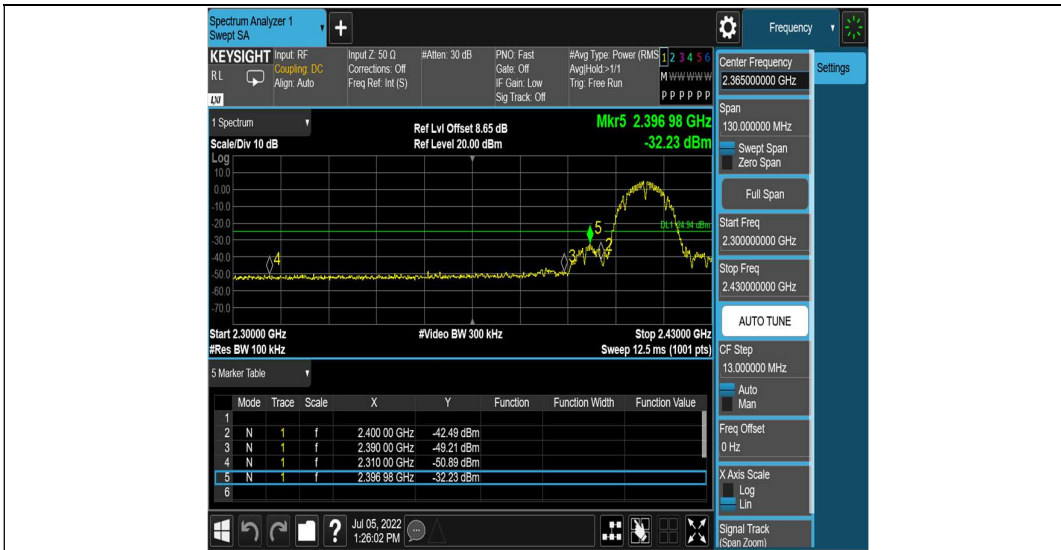 Spectrum Analyzer 1
Swept SA
+
Frequency
KEYSIGHT
RL
LXI
Input: RF
Coupling: DC
Align: Auto
Input Z: 50 Ω
Corrections: Off
Freq Ref: Int (S)
#Atten: 30 dB
PNO: Fast
Gate: Off
IF Gain: Low
Sig Track: Off
#Avg Type: Power (RMS
Avg|Hold:>1/1
Trig: Free Run
1 2 3 4 5 6
M W W W W W
P P P P P P
1 Spectrum
Scale/Div 10 dB
Ref Lvl Offset 8.65 dB
Ref Level 20.00 dBm
Mkr5 2.396 98 GHz
-32.23 dBm
Log
10.0
0.00
-10.0
-20.0
-30.0
-40.0
-50.0
-60.0
-70.0
4
3
5
2
DL1 -24.94 dBm
Start 2.30000 GHz
#Res BW 100 kHz
#Video BW 300 kHz
Stop 2.43000 GHz
Sweep 12.5 ms (1001 pts)
5 Marker Table
Mode Trace Scale X Y Function Function Width Function Value
1
2 N 1 f 2.400 00 GHz -42.49 dBm
3 N 1 f 2.390 00 GHz -49.21 dBm
4 N 1 f 2.310 00 GHz -50.89 dBm
5 N 1 f 2.396 98 GHz -32.23 dBm
6
?
Jul 05, 2022
1:26:02 PM
Center Frequency
2.365000000 GHz
Settings
Span
130.000000 MHz
Swept Span
Zero Span
Full Span
Start Freq
2.300000000 GHz
Stop Freq
2.430000000 GHz
AUTO TUNE
CF Step
13.000000 MHz
Auto
Man
Freq Offset
0 Hz
X Axis Scale
Log
Lin
Signal Track
(Span Zoom)